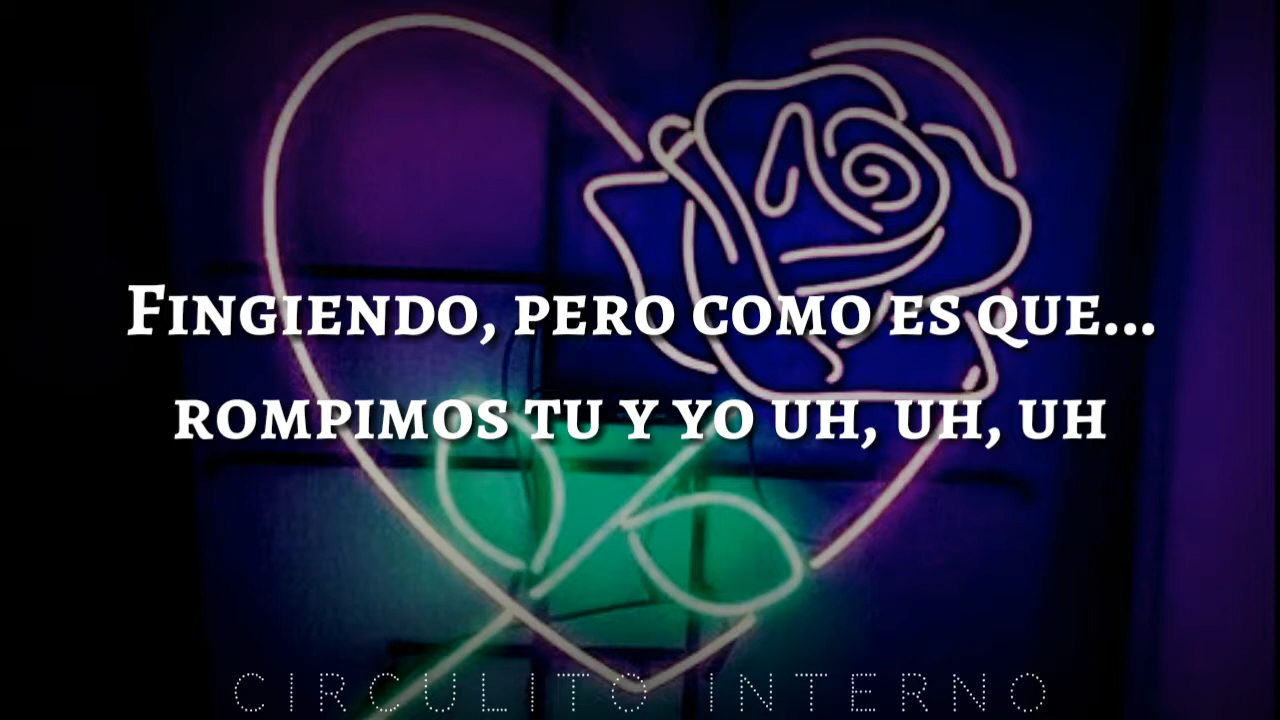 Fingiendo, pero como es que...
rompimos tu y yo uh, uh, uh
CIRCULITO INTERNO